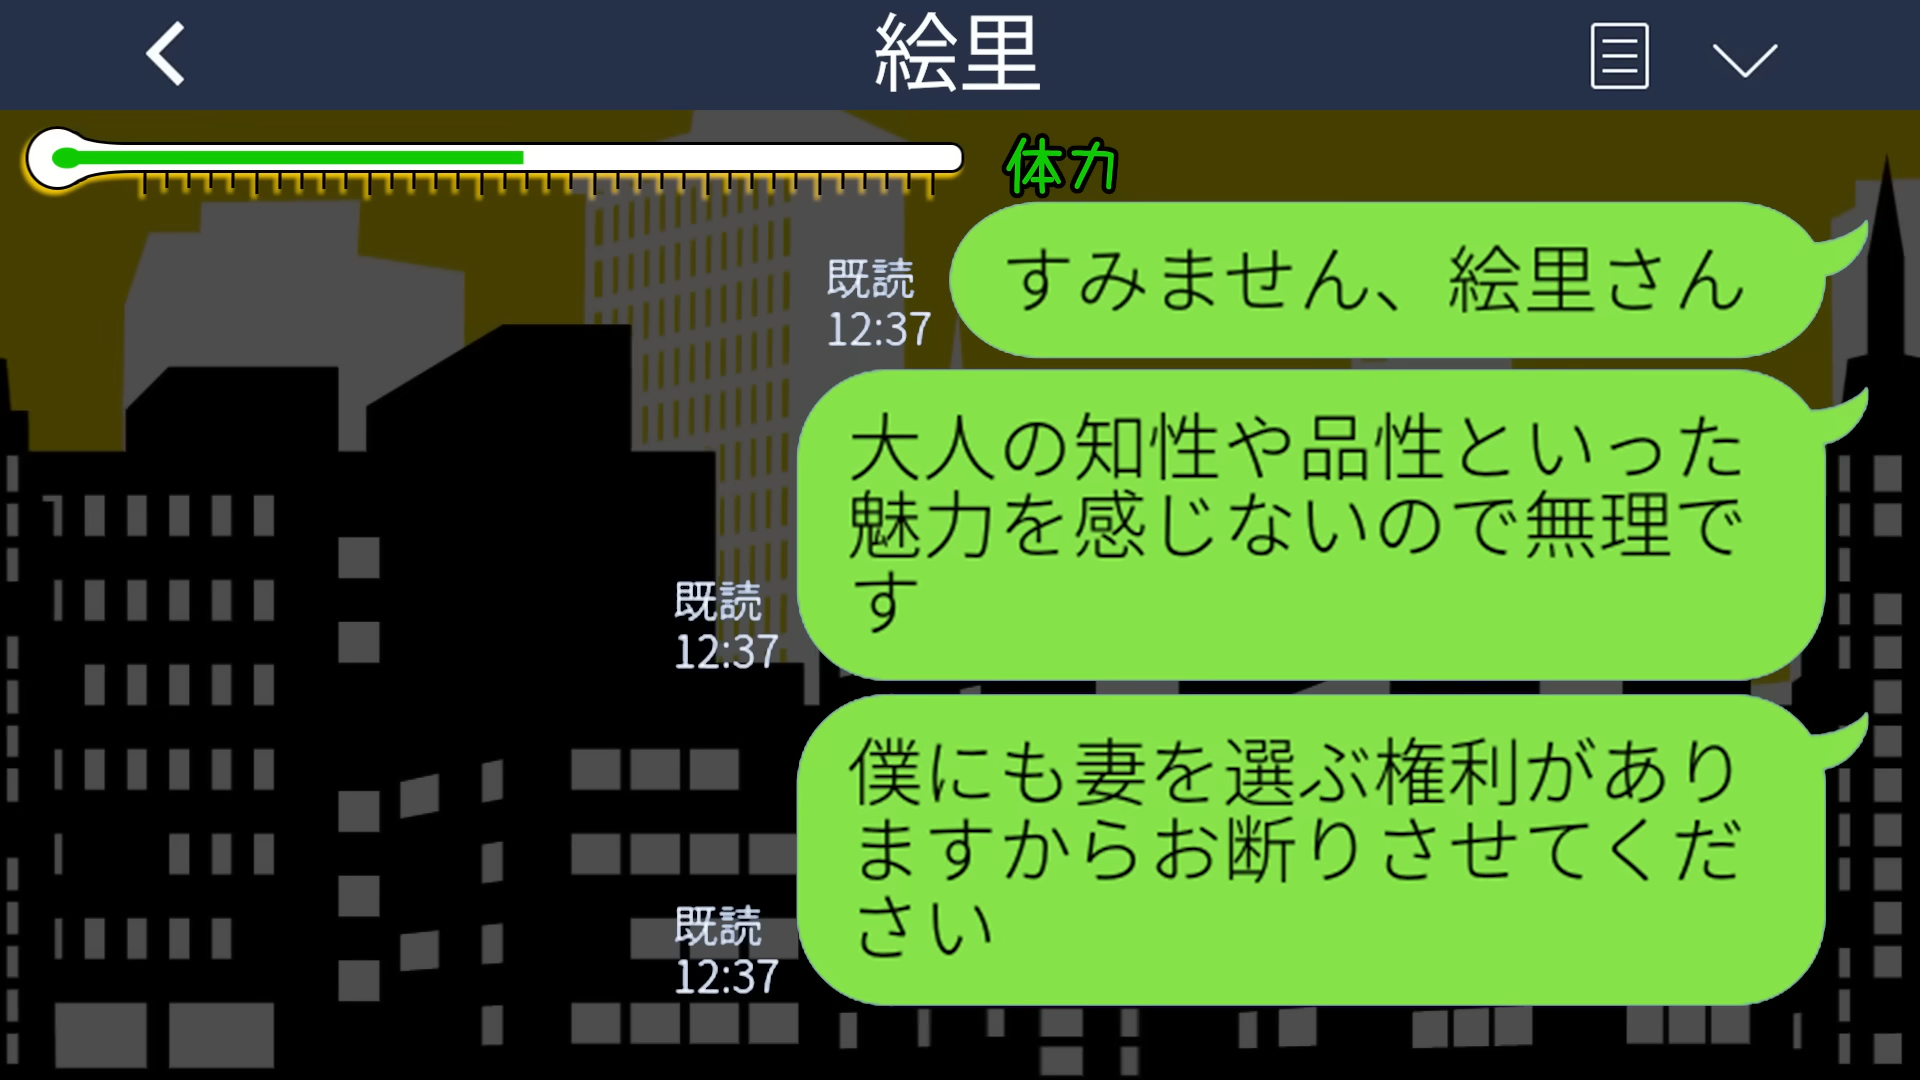 絵里
体力
すみません、絵里さん
既読
12:37
大人の知性や品性といった
魅力を感じないので無理で
す
既読
12:37
僕にも妻を選ぶ権利があり
ますからお断りさせてくだ
さい
既読
12:37